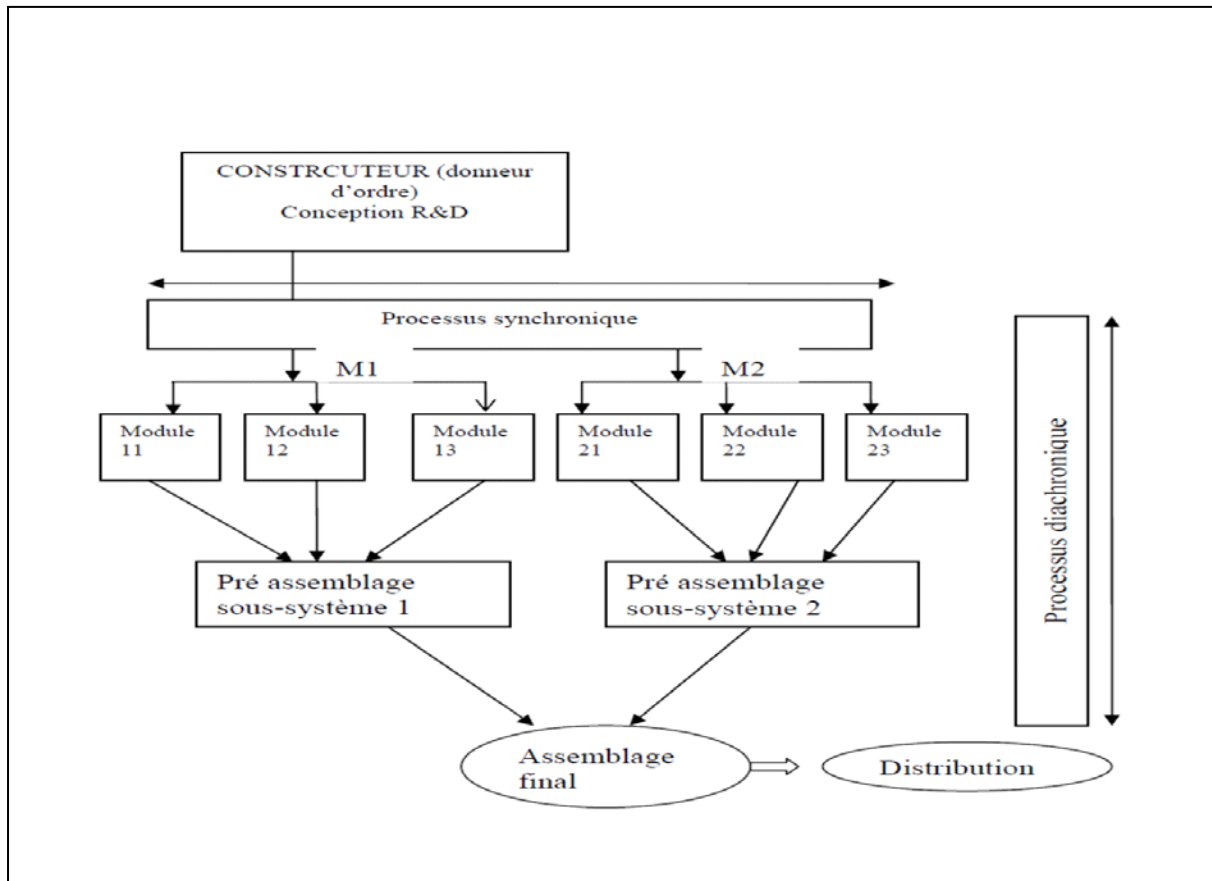 CONSTRCUTEUR (donneur
d'ordre)
Conception R&D
Processus synchronique
M1
M2
Module
11
Module
12
Module
13
Module
21
Module
22
Module
23
Pré assemblage
sous-système 1
Pré assemblage
sous-système 2
Processus diachronique
Assemblage
final
Distribution